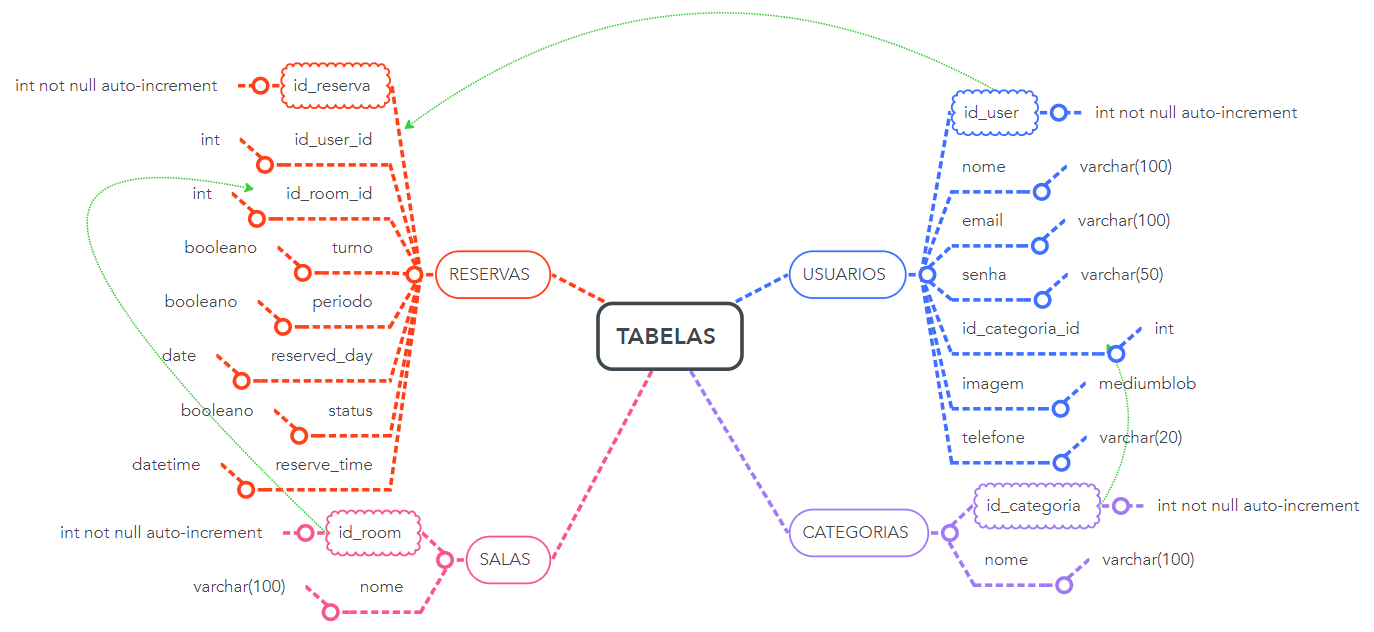 TABELAS
RESERVAS
id_reserva
int not null auto-increment
id_user_id
int
id_room_id
int
turno
booleano
periodo
booleano
reserved_day
date
status
booleano
reserve_time
datetime
SALAS
id_room
int not null auto-increment
nome
varchar(100)
USUARIOS
id_user
int not null auto-increment
nome
varchar(100)
email
varchar(100)
senha
varchar(50)
id_categoria_id
int
imagem
mediumblob
telefone
varchar(20)
CATEGORIAS
id_categoria
int not null auto-increment
nome
varchar(100)